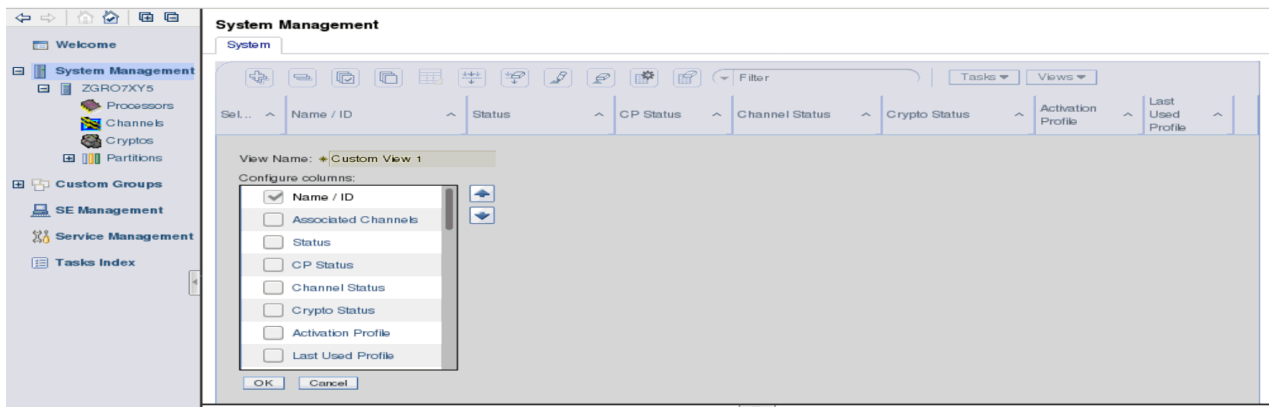 System Management
Welcome
System
System Management
ZGRO7XY5
Processors
Channels
Cryptos
Partitions
Custom Groups
SE Management
Service Management
Tasks Index
Filter
Tasks
Views
Sel...
Name / ID
Status
CP Status
Channel Status
Crypto Status
Activation Profile
Last Used Profile
View Name: *Custom View 1
Configure columns:
Name / ID
Associated Channels
Status
CP Status
Channel Status
Crypto Status
Activation Profile
Last Used Profile
OK
Cancel